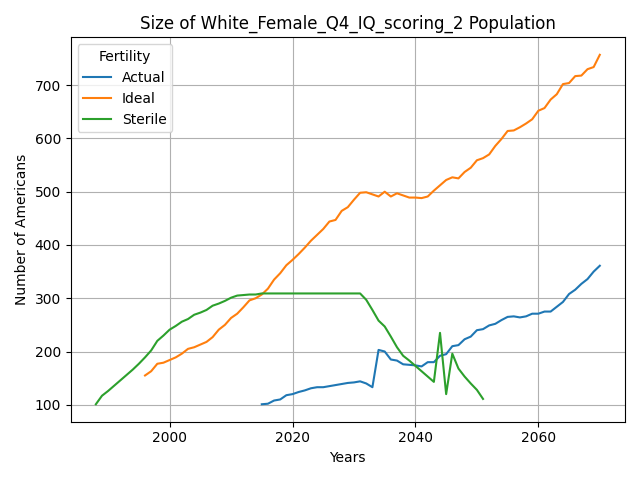 Size of White_Female_Q4_IQ_scoring_2 Population
Fertility
Actual
Ideal
Sterile
Number of Americans
700
600
500
400
300
200
100
2000
2020
2040
2060
Years